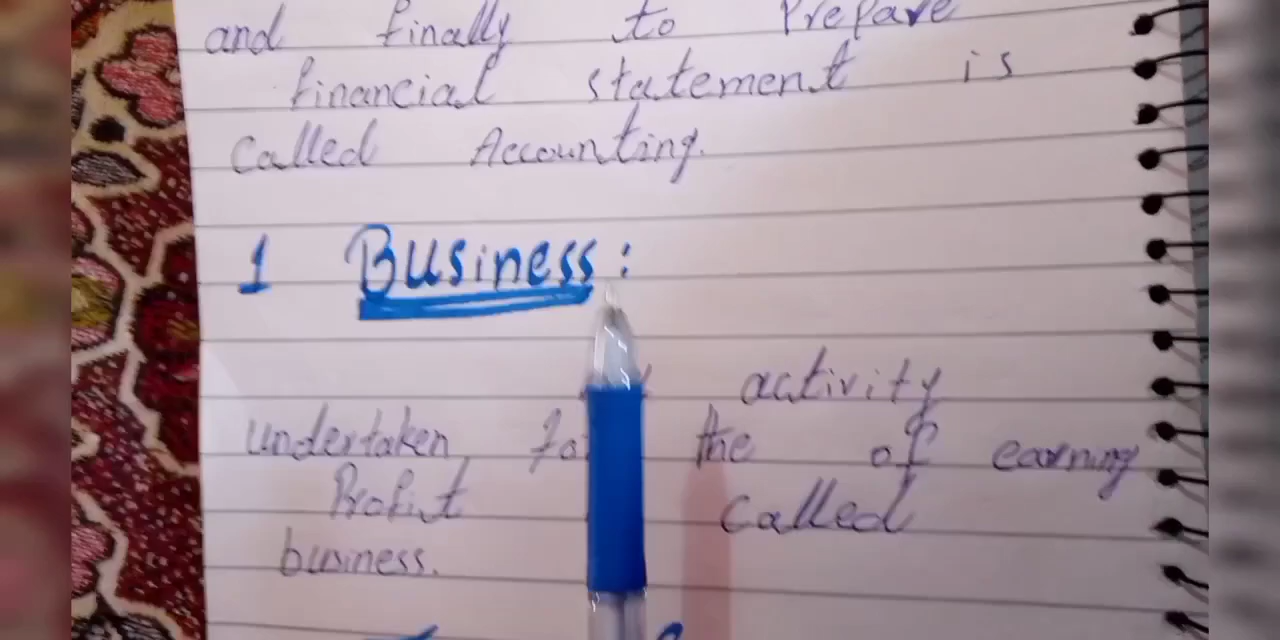 and finally to Prepare
financial statement is
called Accounting.
1 Business:
activity
undertaken the of earning
Profit called
business.